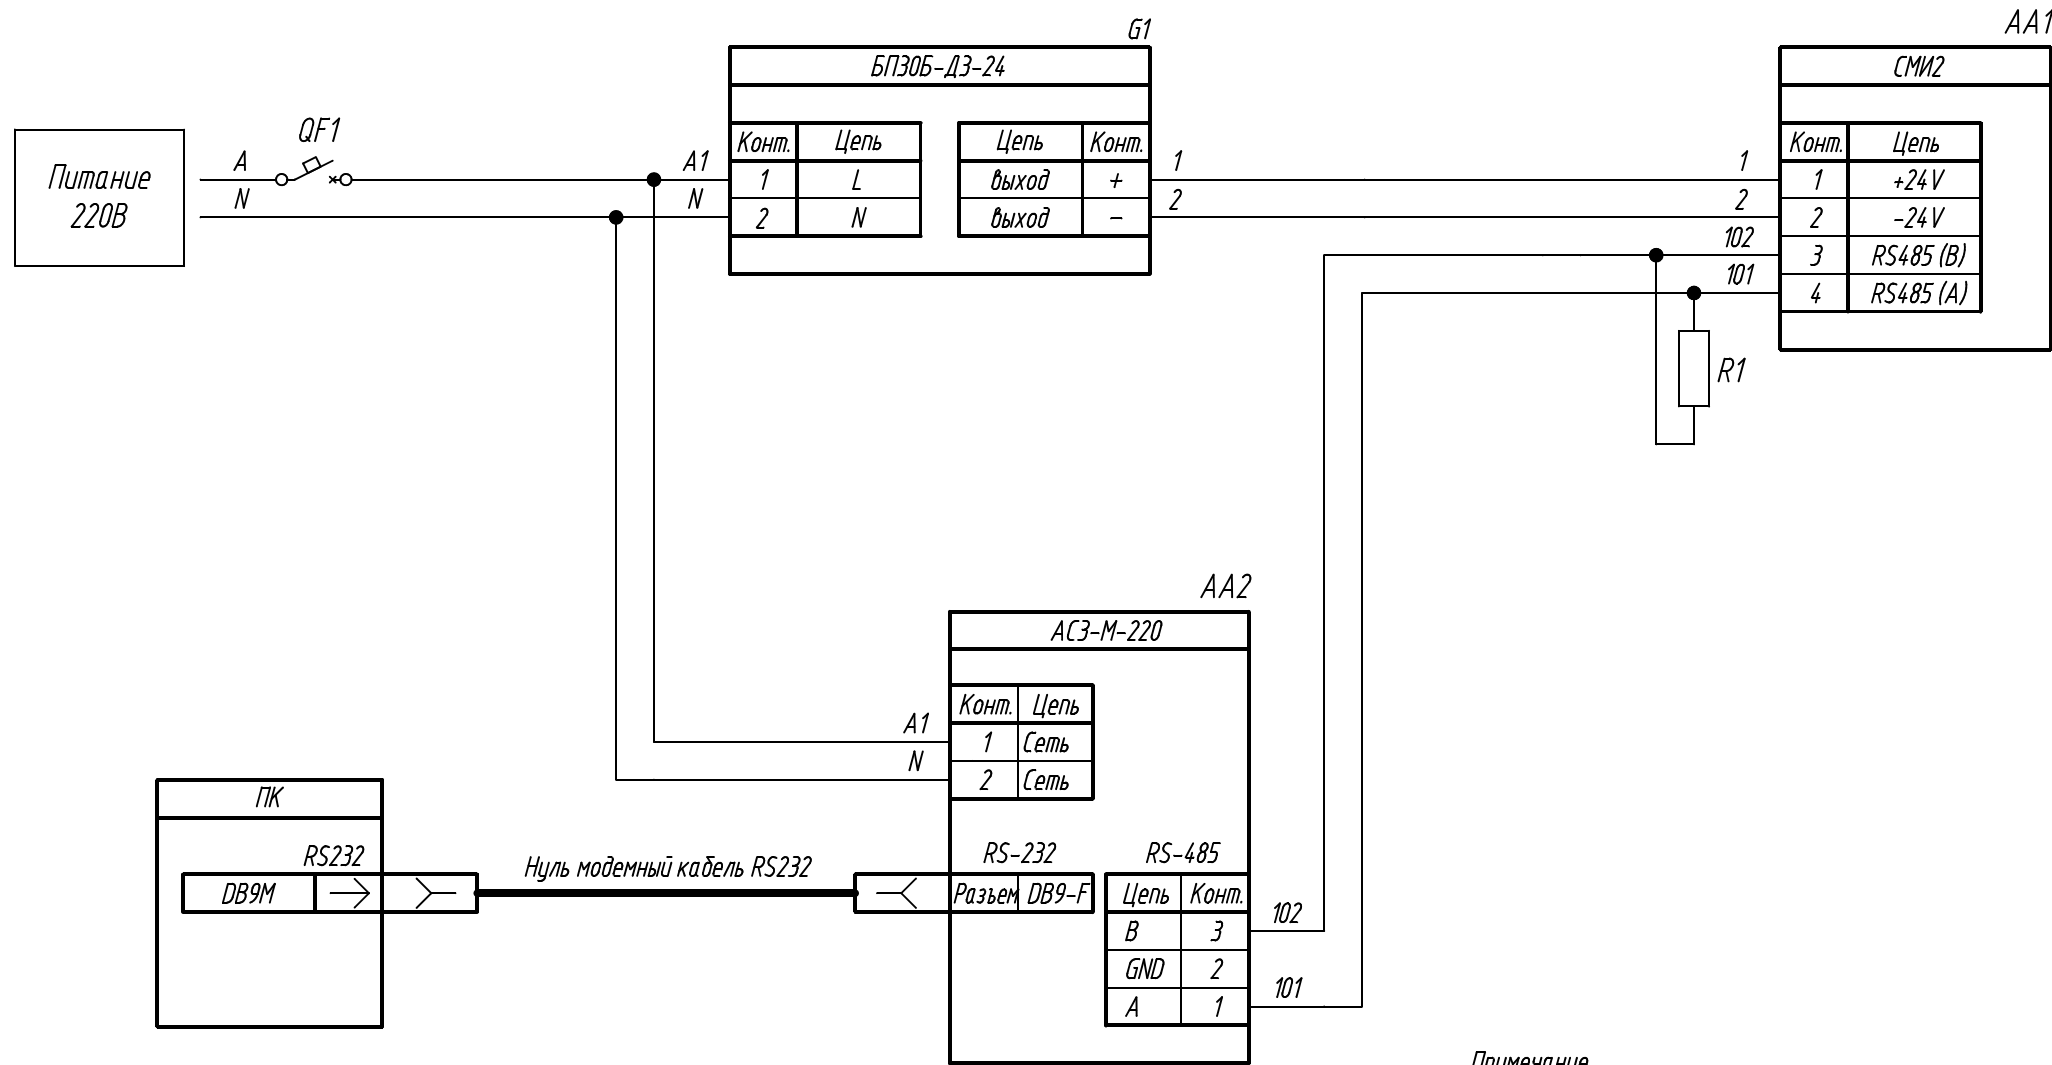 G1
AA1
БП30Б-Д3-24
СМИ2
QF1
Питание
220В
A
N
A1
N
Конт. Цепь
1 L
2 N
Цепь Конт.
выход +
выход -
1
2
1
2
102
101
Конт. Цепь
1 +24V
2 -24V
3 RS485 (B)
4 RS485 (A)
R1
AA2
АС3-М-220
A1
N
Конт. Цепь
1 Сеть
2 Сеть
ПК
RS232
DB9M
Нуль модемный кабель RS232
RS-232
Разъем DB9-F
RS-485
Цепь Конт.
B 3
GND 2
A 1
102
101
Примечание